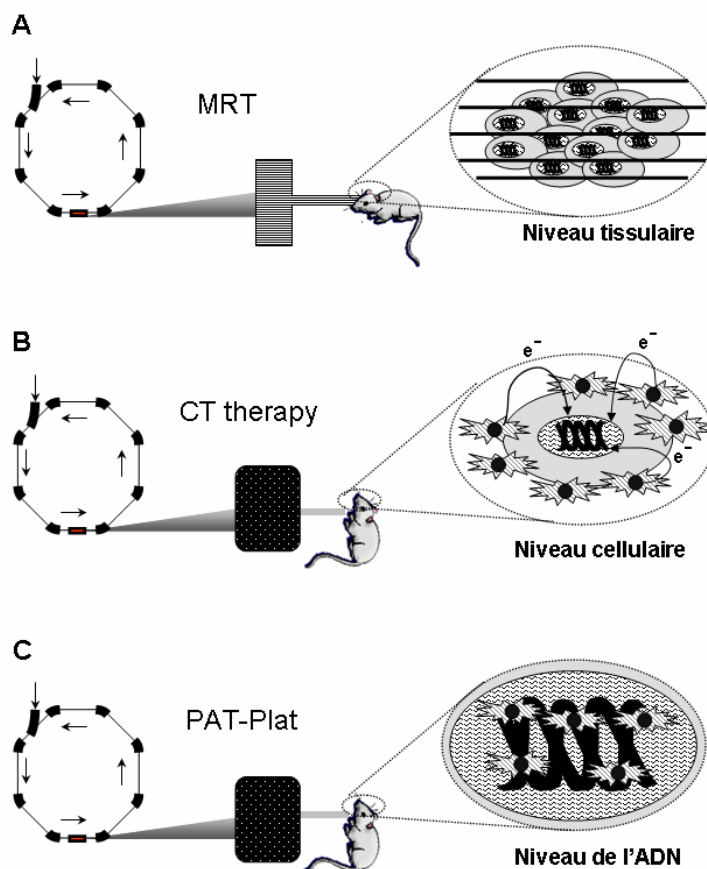 A
MRT
Niveau tissulaire
B
CT therapy
e⁻
e⁻
e⁻
Niveau cellulaire
C
PAT-Plat
Niveau de l'ADN